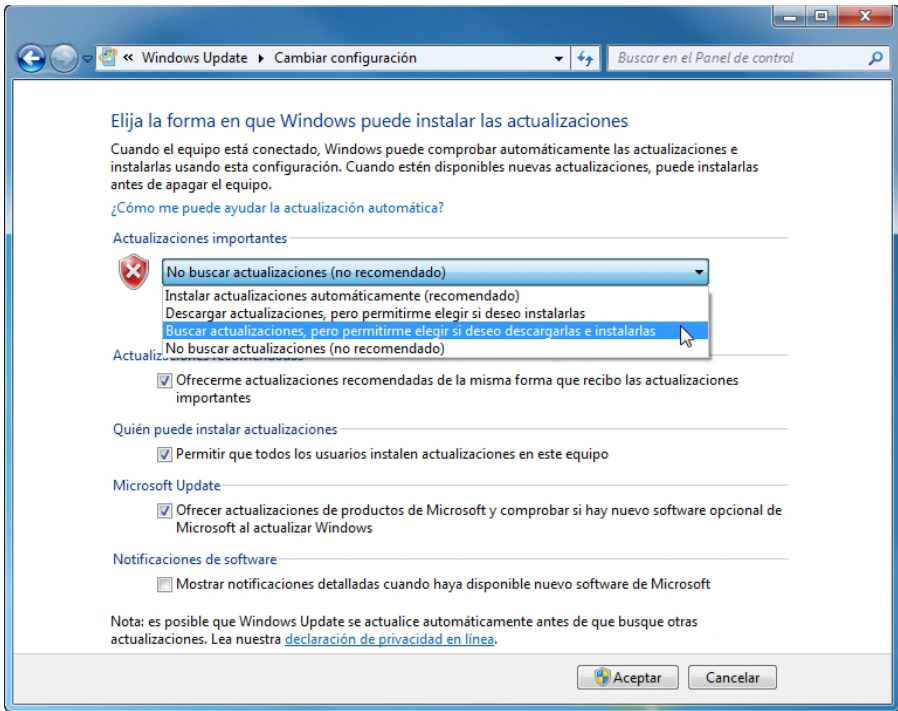 « Windows Update ▸ Cambiar configuración
Buscar en el Panel de control
Elija la forma en que Windows puede instalar las actualizaciones
Cuando el equipo está conectado, Windows puede comprobar automáticamente las actualizaciones e
instalarlas usando esta configuración. Cuando estén disponibles nuevas actualizaciones, puede instalarlas
antes de apagar el equipo.
¿Cómo me puede ayudar la actualización automática?
Actualizaciones importantes
No buscar actualizaciones (no recomendado)
Instalar actualizaciones automáticamente (recomendado)
Descargar actualizaciones, pero permitirme elegir si deseo instalarlas
Buscar actualizaciones, pero permitirme elegir si deseo descargarlas e instalarlas
No buscar actualizaciones (no recomendado)
Actualizaciones recomendadas
Ofrecerme actualizaciones recomendadas de la misma forma que recibo las actualizaciones
importantes
Quién puede instalar actualizaciones
Permitir que todos los usuarios instalen actualizaciones en este equipo
Microsoft Update
Ofrecer actualizaciones de productos de Microsoft y comprobar si hay nuevo software opcional de
Microsoft al actualizar Windows
Notificaciones de software
Mostrar notificaciones detalladas cuando haya disponible nuevo software de Microsoft
Nota: es posible que Windows Update se actualice automáticamente antes de que busque otras
actualizaciones. Lea nuestra declaración de privacidad en línea.
Aceptar
Cancelar